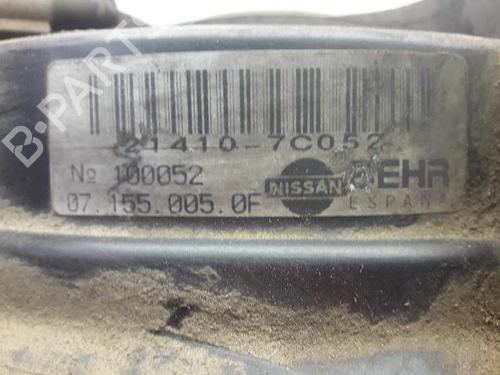 B-PARTS
21410-7C052
№ 100052
NISSAN
BEHR
07.155.005.0F
ESPAÑA